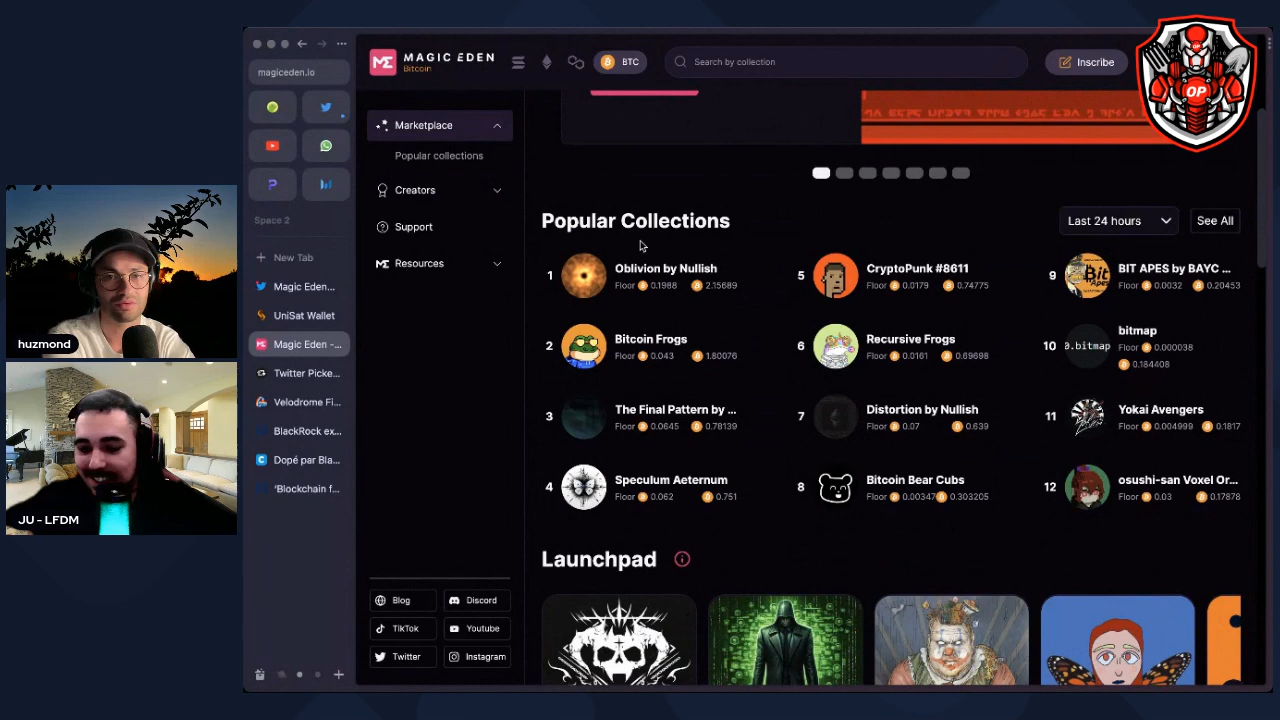 MAGIC EDEN
Bitcoin
BTC
Search by collection
Inscribe
OP
OP
magiceden.io
Space 2
New Tab
Magic Eden...
UniSat Wallet
Magic Eden -...
Twitter Picke...
Velodrome Fi...
BlackRock ex...
Dopé par Bla...
'Blockchain f...
Marketplace
Popular collections
Creators
Support
Resources
Blog
Discord
TikTok
Youtube
Twitter
Instagram
huzmond
JU - LFDM
Popular Collections
Last 24 hours
See All
1
Oblivion by Nullish
Floor 0.1988 2.15689
2
Bitcoin Frogs
Floor 0.043 1.80076
3
The Final Pattern by ...
Floor 0.0645 0.78139
4
Speculum Aeternum
Floor 0.062 0.751
5
CryptoPunk #8611
Floor 0.0179 0.74775
6
Recursive Frogs
Floor 0.0161 0.69698
7
Distortion by Nullish
Floor 0.07 0.639
8
Bitcoin Bear Cubs
Floor 0.00347 0.303205
9
Bit Apes
BIT APES by BAYC ...
Floor 0.0032 0.20453
10
0.bitmap
bitmap
Floor 0.000038
0.184408
11
Yokai Avengers
Floor 0.004999 0.1817
12
osushi-san Voxel Or...
Floor 0.03 0.17878
Launchpad